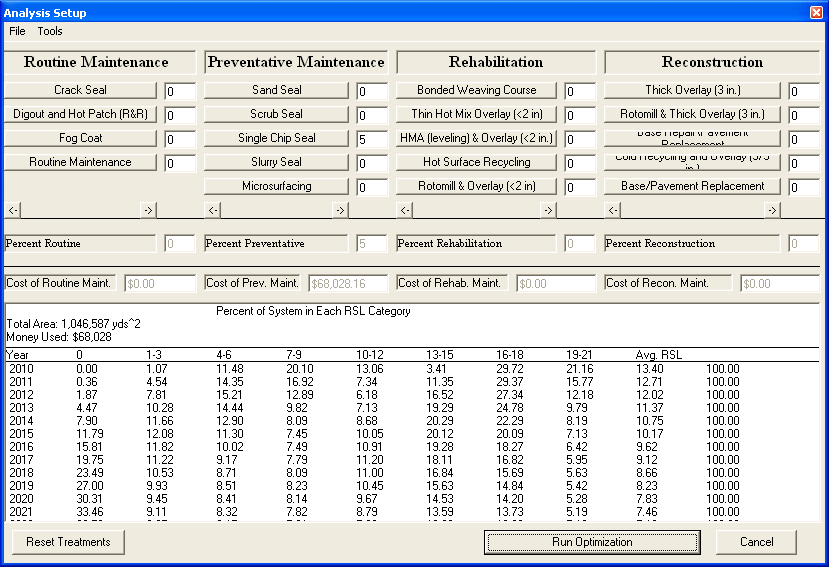 Analysis Setup
File Tools
Routine Maintenance Preventative Maintenance Rehabilitation Reconstruction
Crack Seal 0 Sand Seal 0 Bonded Weaving Course 0 Thick Overlay (3 in.) 0
Digout and Hot Patch (R&R) 0 Scrub Seal 0 Thin Hot Mix Overlay (<2 in) 0 Rotomill & Thick Overlay (3 in.) 0
Fog Coat 0 Single Chip Seal 5 HMA (leveling) & Overlay (<2 in.) 0 Base Repair/Pavement Replacement 0
Routine Maintenance 0 Slurry Seal 0 Hot Surface Recycling 0 Cold Recycling and Overlay 0
Microsurfacing 0 Rotomill & Overlay (<2 in) 0 Base/Pavement Replacement 0
<- -> <- -> <- -> <- ->
Percent Routine 0 Percent Preventative 5 Percent Rehabilitation 0 Percent Reconstruction 0
Cost of Routine Maint. $0.00 Cost of Prev. Maint. $68,028.16 Cost of Rehab. Maint. $0.00 Cost of Recon. Maint. $0.00
Percent of System in Each RSL Category
Total Area: 1,046,587 yds^2
Money Used: $68,028
Year 0 1-3 4-6 7-9 10-12 13-15 16-18 19-21 Avg. RSL
2010 0.00 1.07 11.48 20.10 13.06 3.41 29.72 21.16 13.40 100.00
2011 0.36 4.54 14.35 16.92 7.34 11.35 29.37 15.77 12.71 100.00
2012 1.87 7.81 15.21 12.89 6.18 16.52 27.34 12.18 12.02 100.00
2013 4.47 10.28 14.44 9.82 7.13 19.29 24.78 9.79 11.37 100.00
2014 7.90 11.66 12.90 8.09 8.68 20.29 22.29 8.19 10.75 100.00
2015 11.79 12.08 11.30 7.45 10.05 20.12 20.09 7.13 10.17 100.00
2016 15.81 11.82 10.02 7.49 10.91 19.28 18.27 6.42 9.62 100.00
2017 19.75 11.22 9.17 7.79 11.20 18.11 16.82 5.95 9.12 100.00
2018 23.49 10.53 8.71 8.09 11.00 16.84 15.69 5.63 8.66 100.00
2019 27.00 9.93 8.51 8.23 10.45 15.63 14.84 5.42 8.23 100.00
2020 30.31 9.45 8.41 8.14 9.67 14.53 14.20 5.28 7.83 100.00
2021 33.46 9.11 8.32 7.82 8.79 13.59 13.73 5.19 7.46 100.00
Reset Treatments Run Optimization Cancel